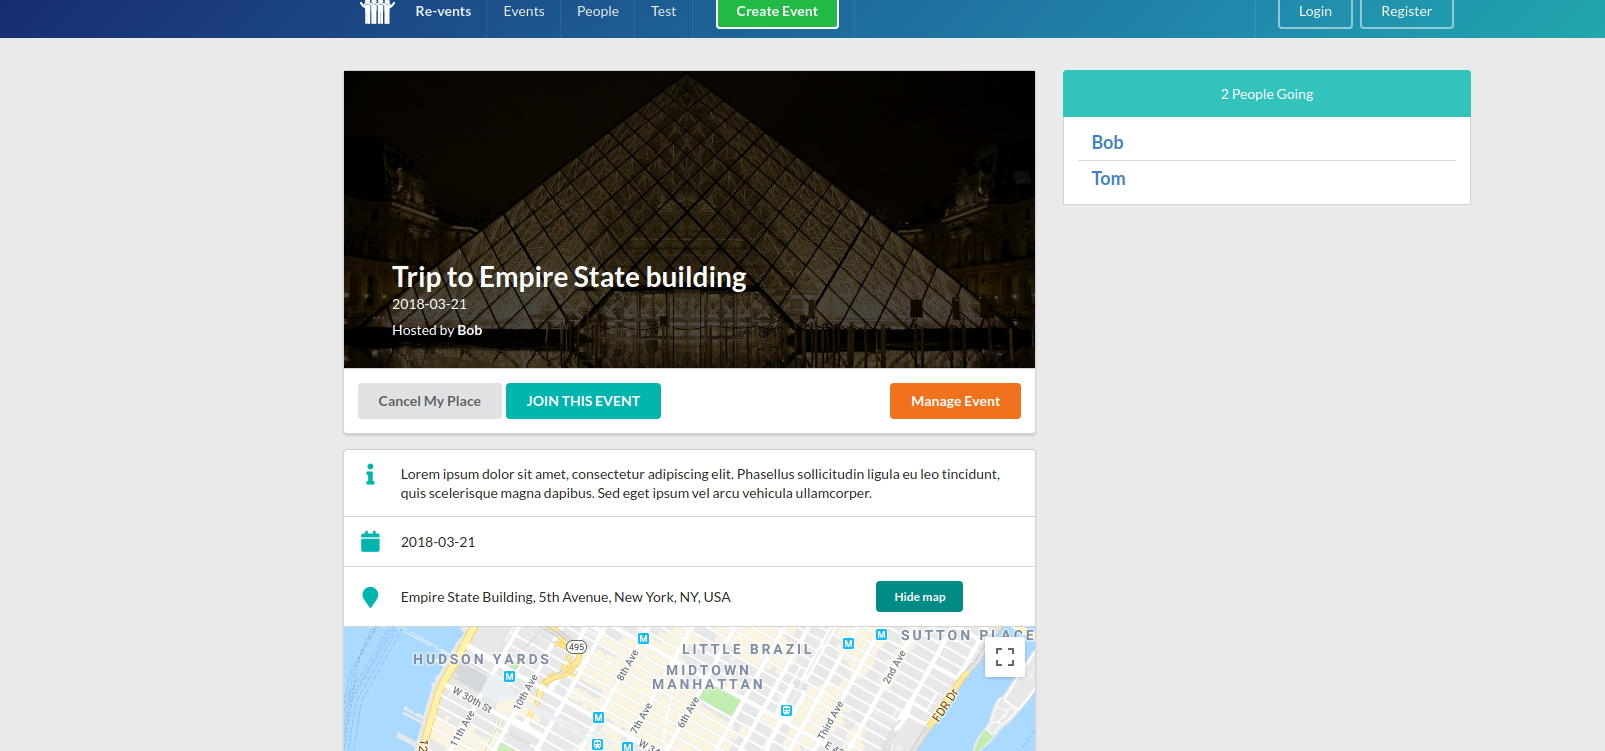 Re-vents
Events
People
Test
Create Event
Login
Register
Trip to Empire State building
2018-03-21
Hosted by Bob
Cancel My Place
JOIN THIS EVENT
Manage Event
2 People Going
Bob
Tom
Lorem ipsum dolor sit amet, consectetur adipiscing elit. Phasellus sollicitudin ligula eu leo tincidunt,
quis scelerisque magna dapibus. Sed eget ipsum vel arcu vehicula ullamcorper.
2018-03-21
Empire State Building, 5th Avenue, New York, NY, USA
Hide map
SUTTON PLACE
M
M
M
495
LITTLE BRAZIL
HUDSON YARDS
MIDTOWN
MANHATTAN
8th Ave
2nd Ave
M
W 30th St
10th Ave
6th Ave
7th Ave
Third Ave
FDR Dr
11th Ave
M
M